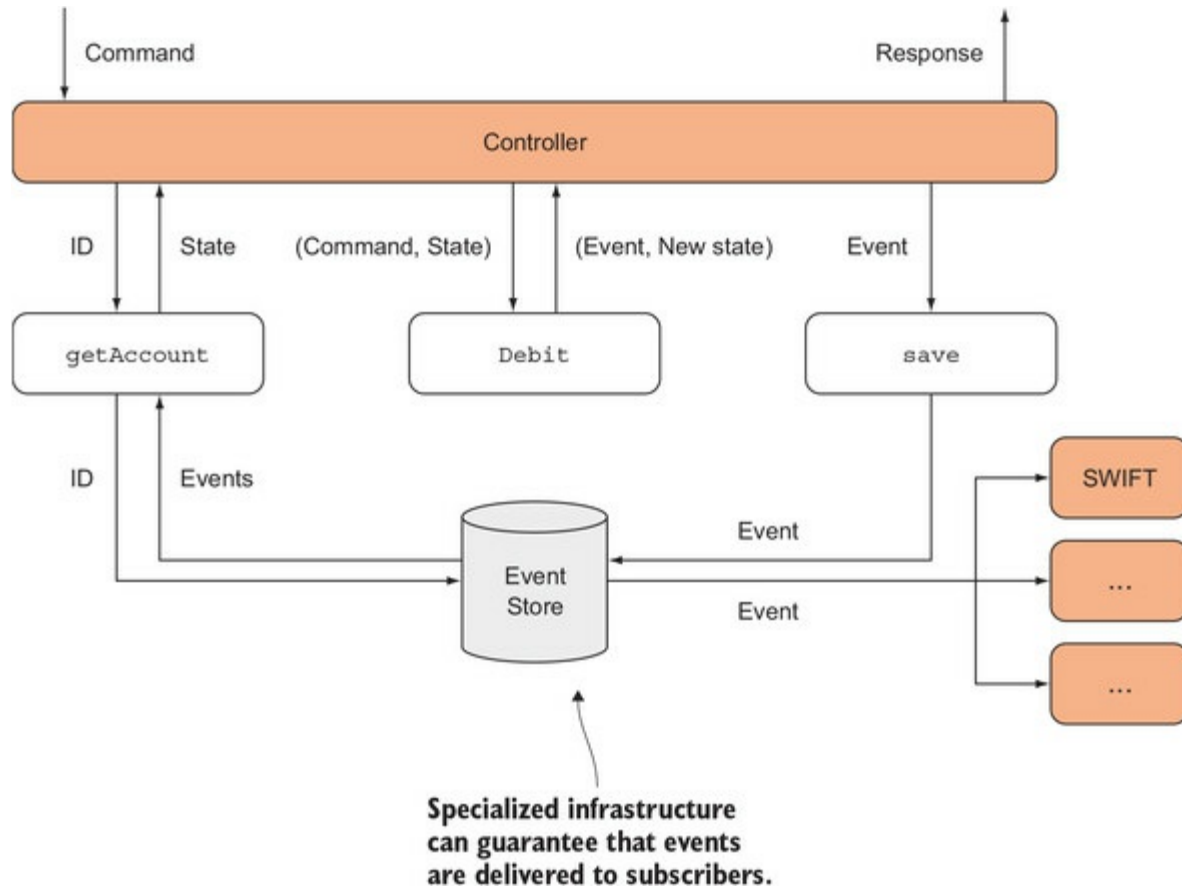 Command
Response
Controller
ID
State
(Command, State)
(Event, New state)
Event
getAccount
Debit
save
ID
Events
SWIFT
Event
Event
Store
...
Event
...
Specialized infrastructure
can guarantee that events
are delivered to subscribers.